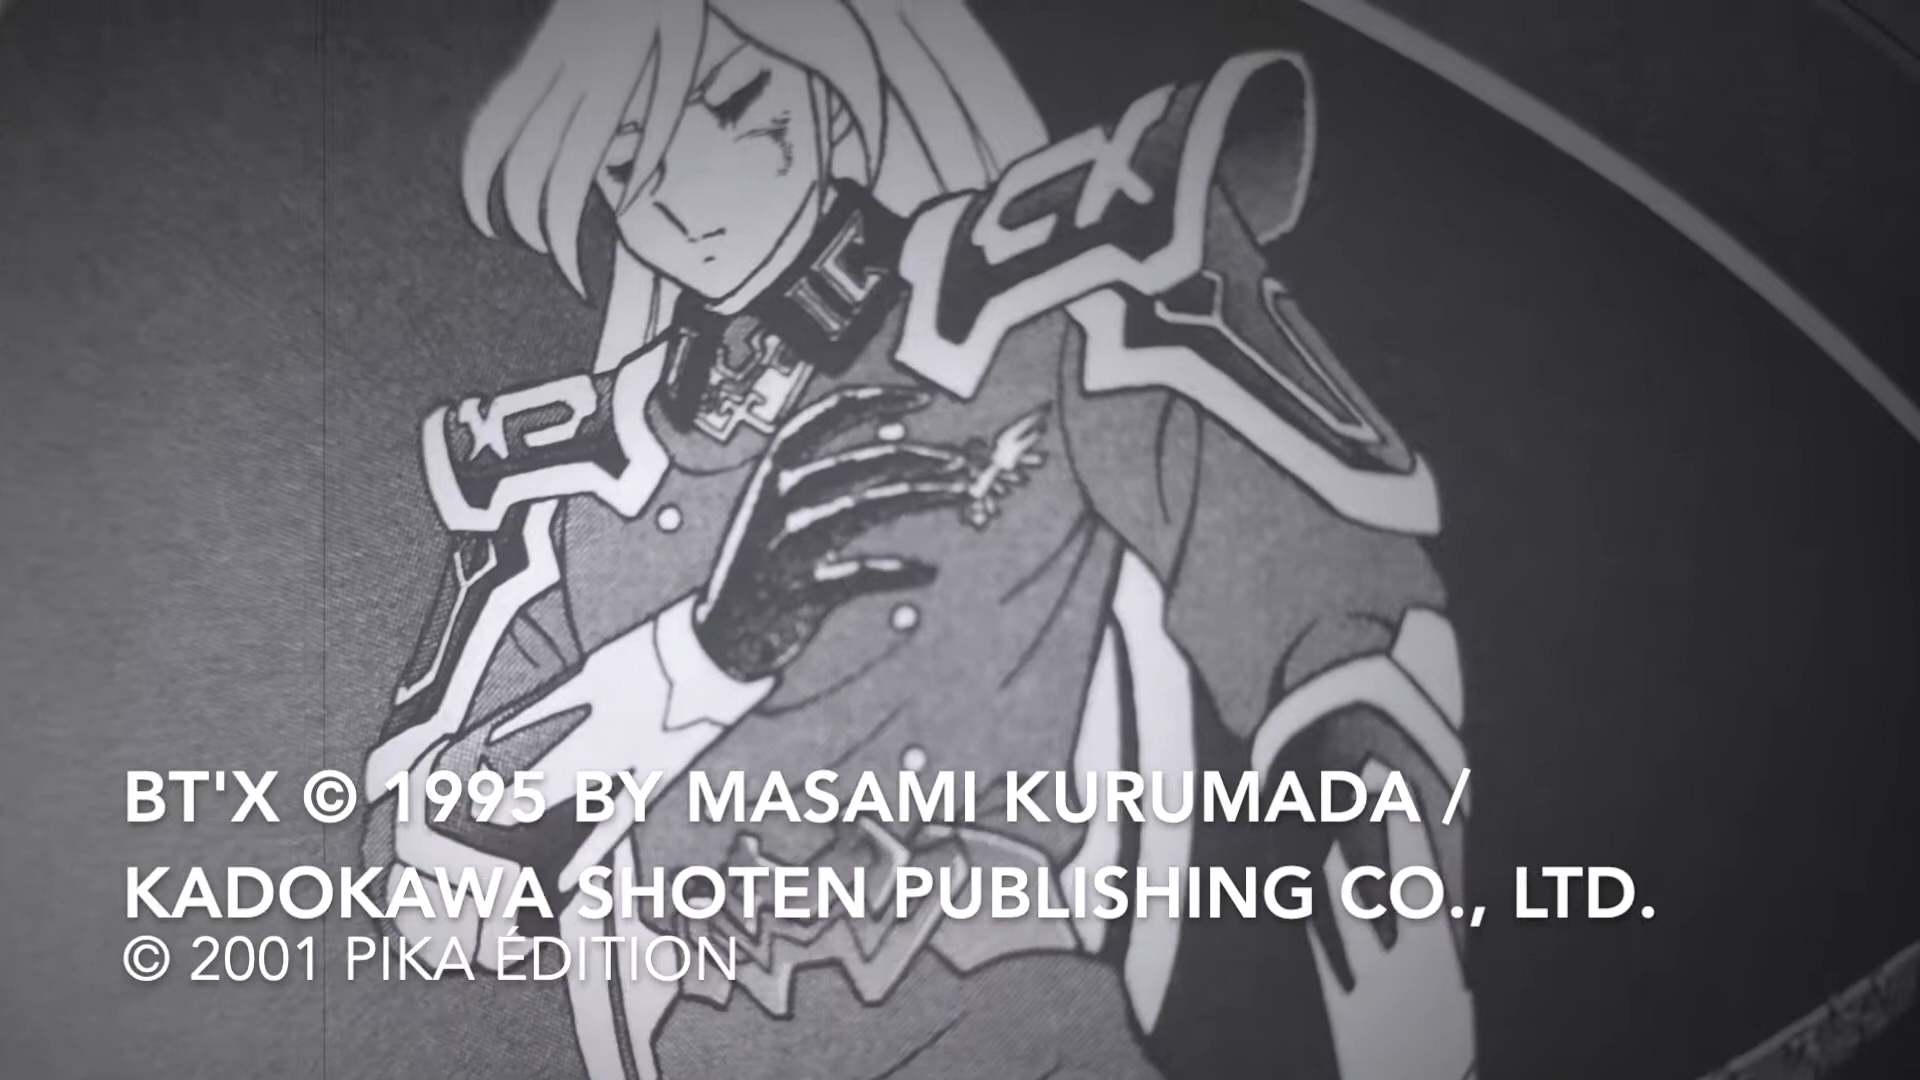 BT'X © 1995 BY MASAMI KURUMADA /
KADOKAWA SHOTEN PUBLISHING CO., LTD.
© 2001 PIKA ÉDITION